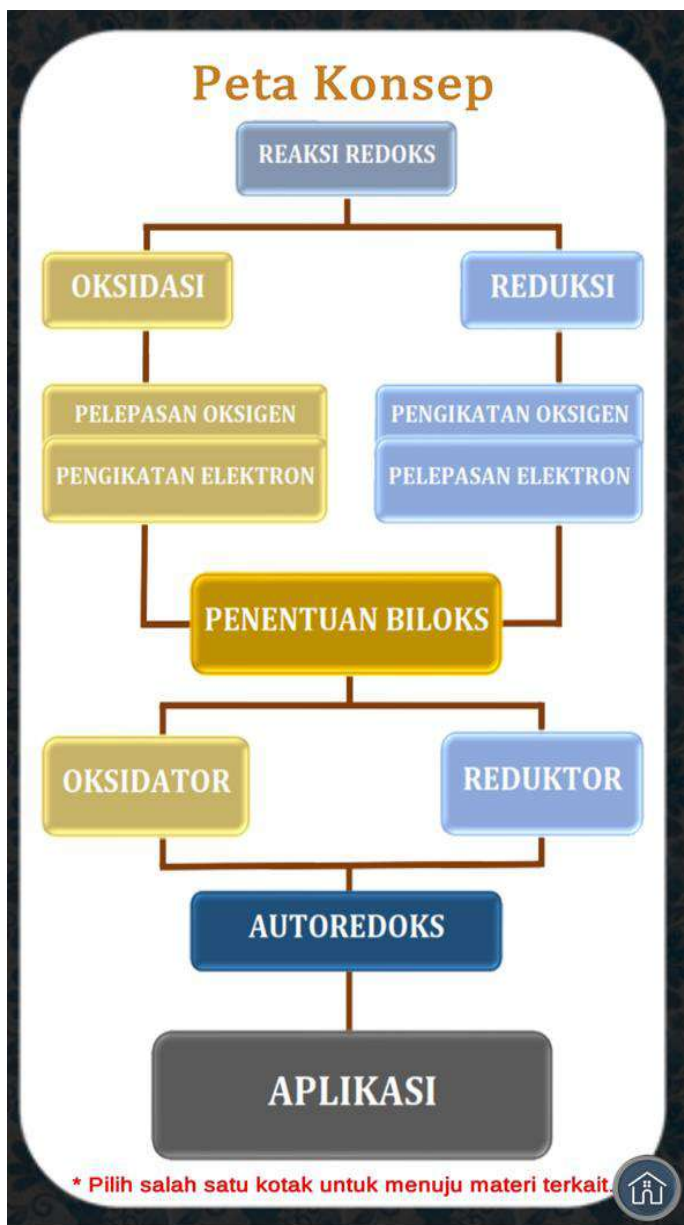 Peta Konsep
REAKSI REDOKS
OKSIDASI
REDUKSI
PELEPASAN OKSIGEN
PENGIKATAN OKSIGEN
PENGIKATAN ELEKTRON
PELEPASAN ELEKTRON
PENENTUAN BILOKS
OKSIDATOR
REDUKTOR
AUTOREDOKS
APLIKASI
* Pilih salah satu kotak untuk menuju materi terkait.